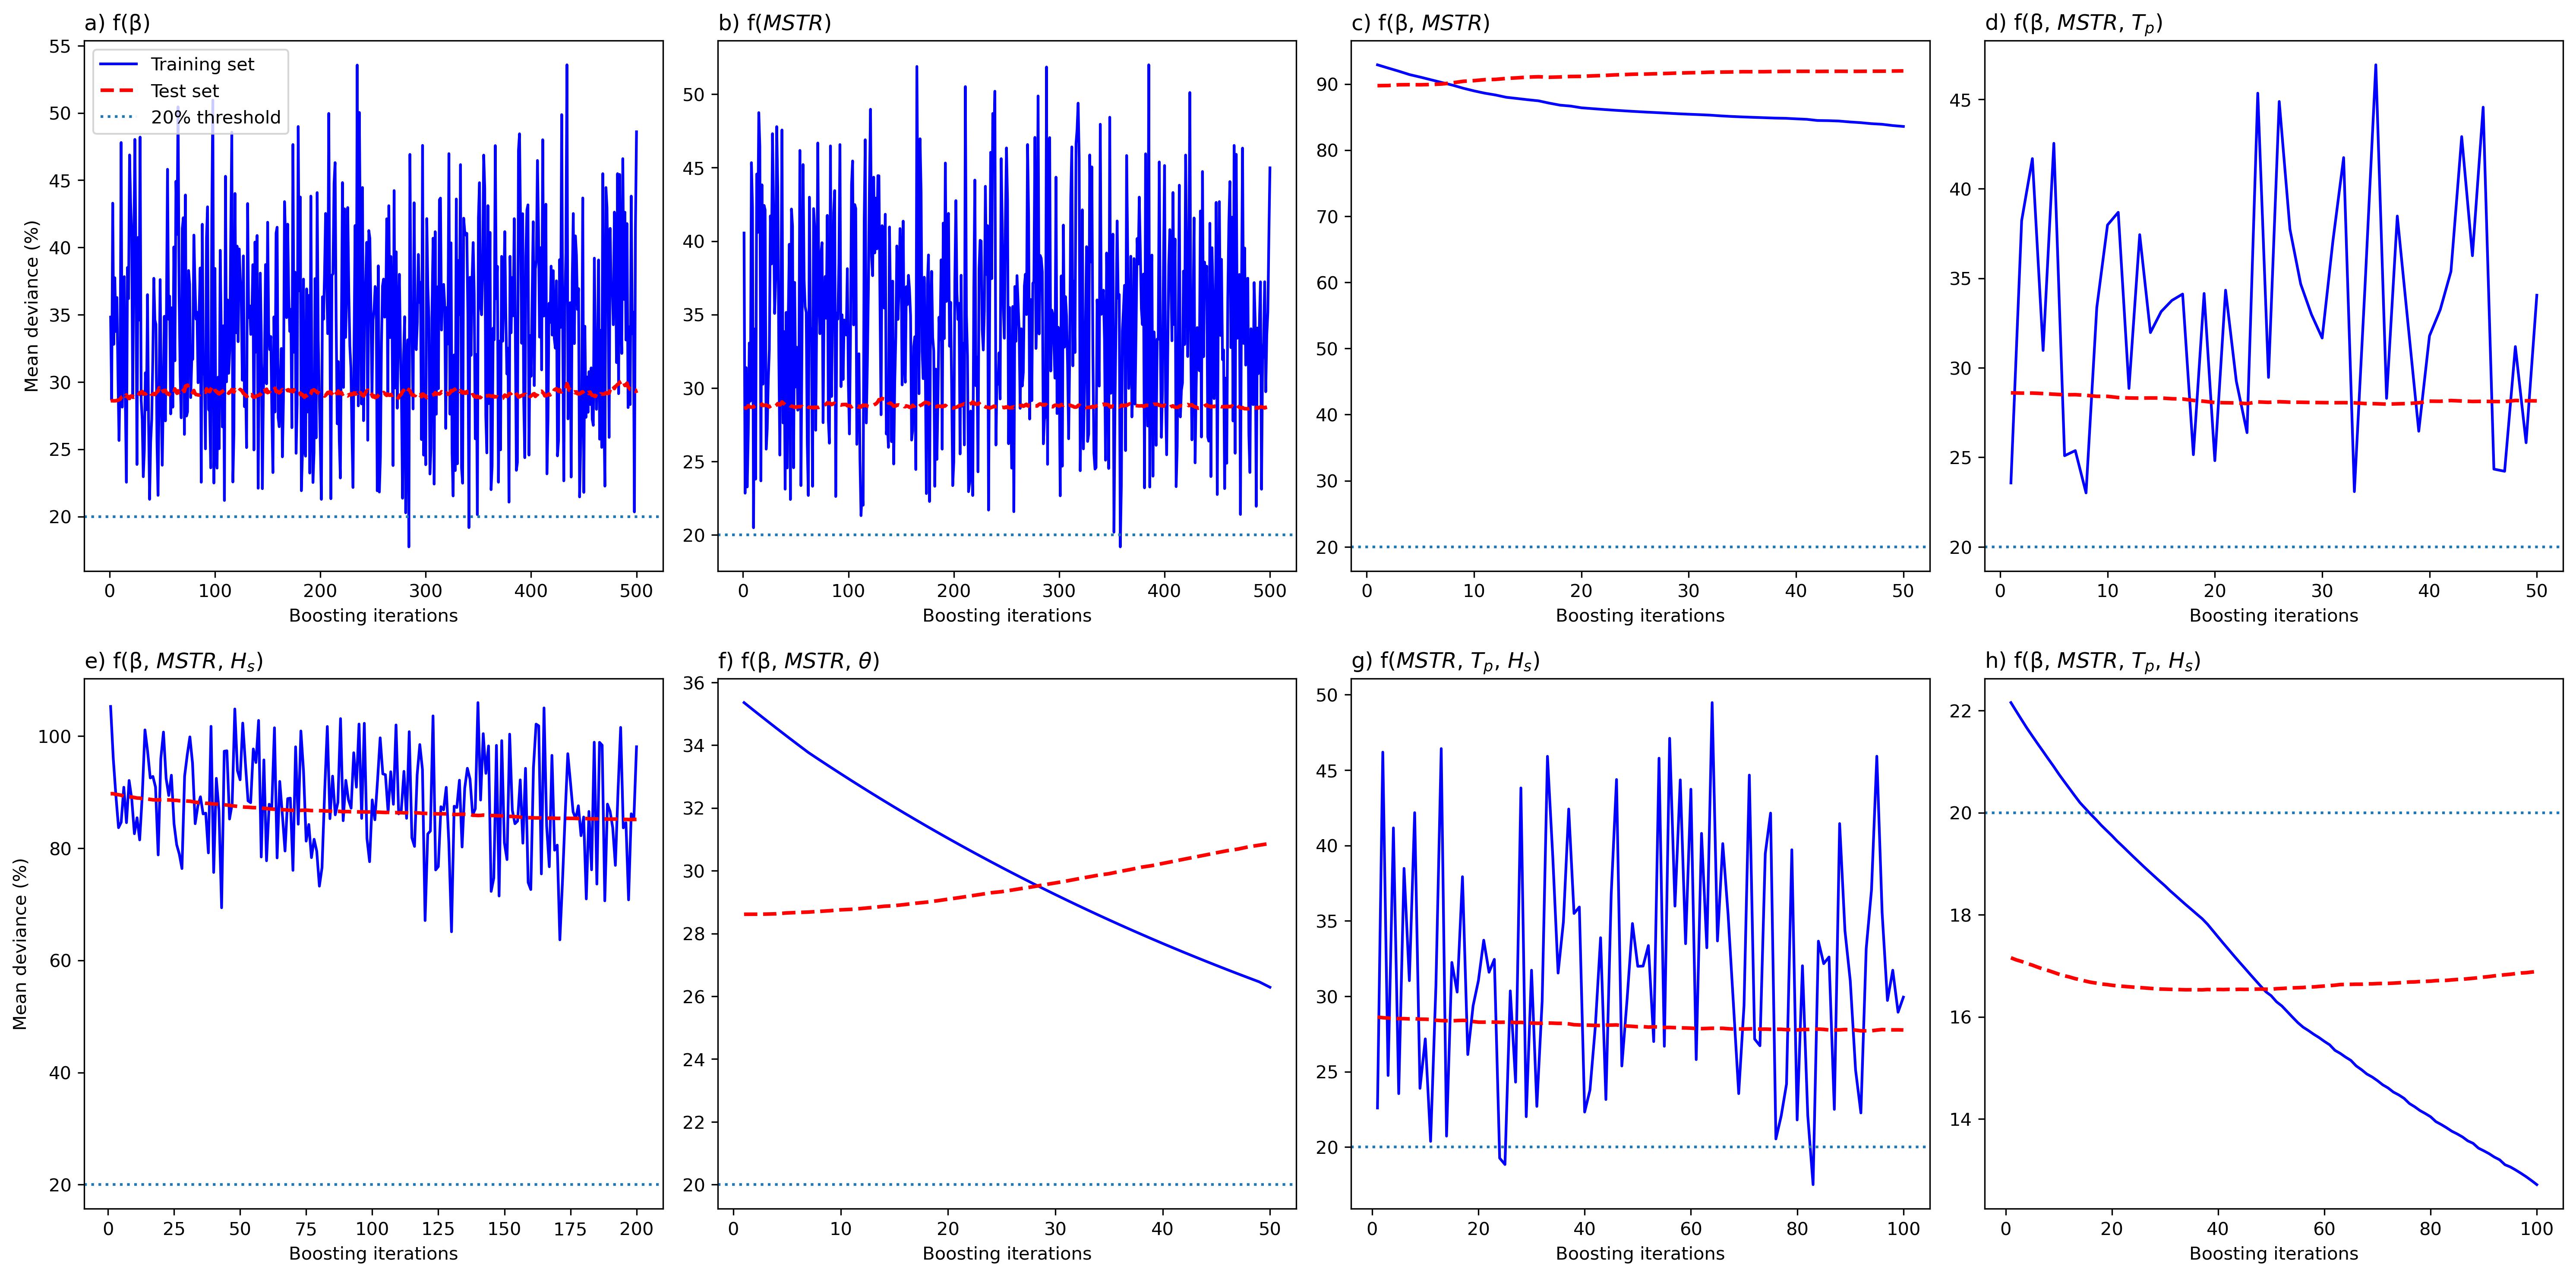 a) f(β)
55
50
45
40
35
30
25
20
Mean deviance (%)
Training set
Test set
20% threshold
0 100 200 300 400 500
Boosting iterations
b) f(MSTR)
50
45
40
35
30
25
20
0 100 200 300 400 500
Boosting iterations
c) f(β, MSTR)
90
80
70
60
50
40
30
20
0 10 20 30 40 50
Boosting iterations
d) f(β, MSTR, Tp)
45
40
35
30
25
20
0 10 20 30 40 50
Boosting iterations
e) f(β, MSTR, Hs)
100
80
60
40
20
Mean deviance (%)
0 25 50 75 100 125 150 175 200
Boosting iterations
f) f(β, MSTR, θ)
36
34
32
30
28
26
24
22
20
0 10 20 30 40 50
Boosting iterations
g) f(MSTR, Tp, Hs)
50
45
40
35
30
25
20
0 20 40 60 80 100
Boosting iterations
h) f(β, MSTR, Tp, Hs)
22
20
18
16
14
0 20 40 60 80 100
Boosting iterations